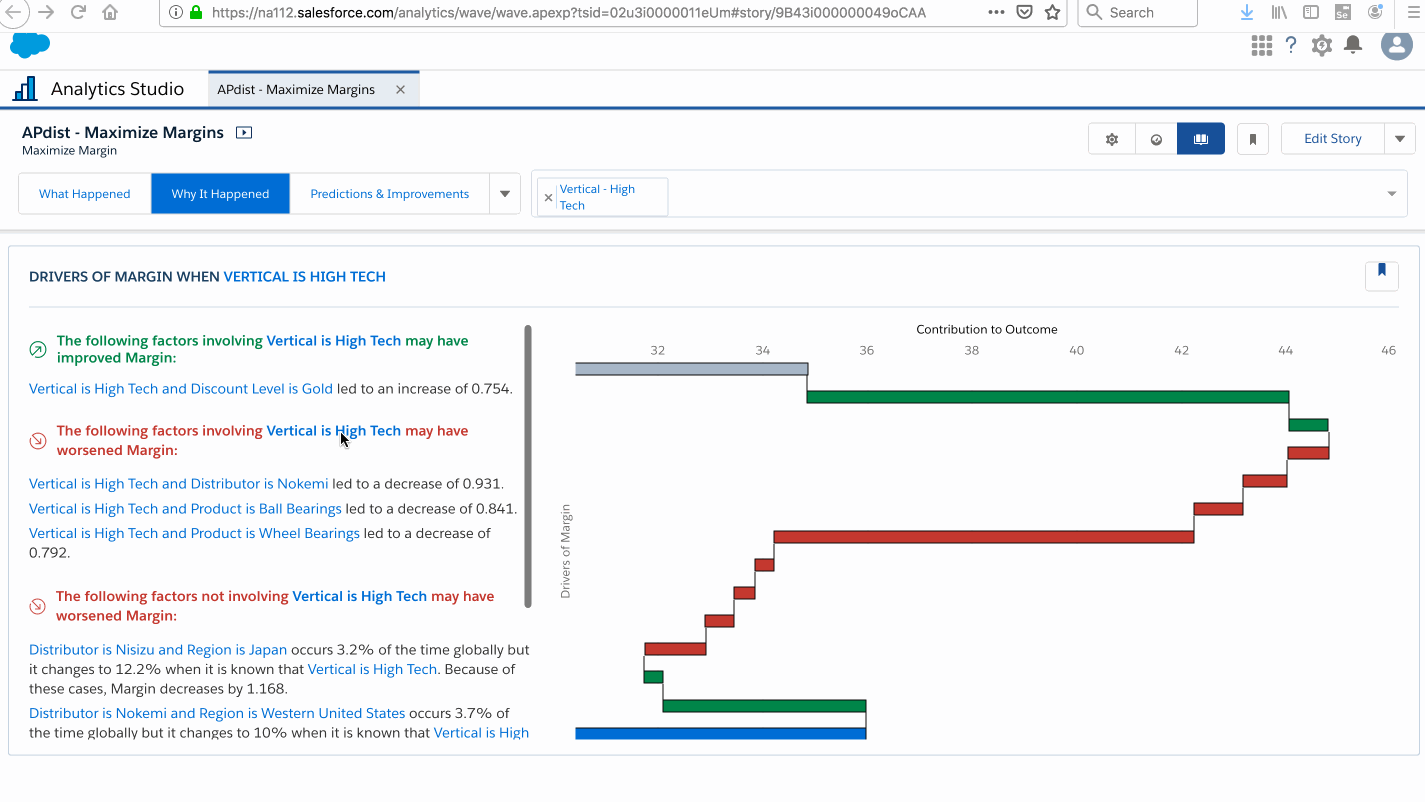 https://na112.salesforce.com/analytics/wave/wave.apexp?tsid=02u3i0000011eUm#story/9B43i000000049oCAA
Search
Se
?
Analytics Studio
APdist - Maximize Margins
APdist - Maximize Margins
Maximize Margin
Edit Story
What Happened
Why It Happened
Predictions & Improvements
Vertical - High
Tech
DRIVERS OF MARGIN WHEN VERTICAL IS HIGH TECH
The following factors involving Vertical is High Tech may have
improved Margin:
Vertical is High Tech and Discount Level is Gold led to an increase of 0.754.
The following factors involving Vertical is High Tech may have
worsened Margin:
Vertical is High Tech and Distributor is Nokemi led to a decrease of 0.931.
Vertical is High Tech and Product is Ball Bearings led to a decrease of 0.841.
Vertical is High Tech and Product is Wheel Bearings led to a decrease of
0.792.
The following factors not involving Vertical is High Tech may have
worsened Margin:
Distributor is Nisizu and Region is Japan occurs 3.2% of the time globally but
it changes to 12.2% when it is known that Vertical is High Tech. Because of
these cases, Margin decreases by 1.168.
Distributor is Nokemi and Region is Western United States occurs 3.7% of
the time globally but it changes to 10% when it is known that Vertical is High
Contribution to Outcome
32 34 36 38 40 42 44 46
Drivers of Margin